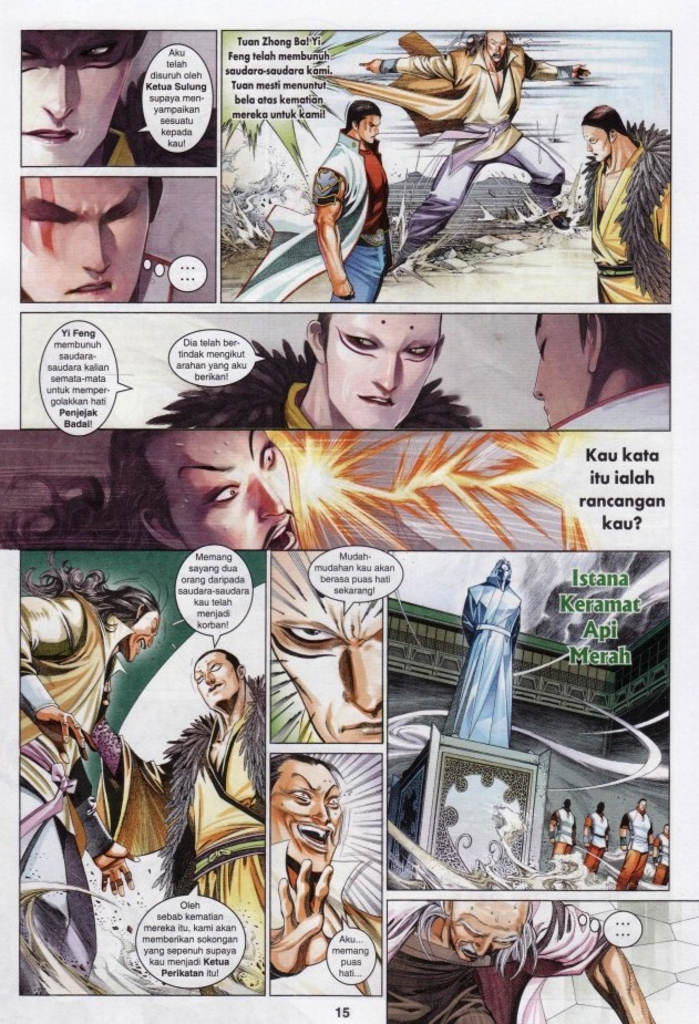 Aku
telah
disuruh oleh
Ketua Sulung
supaya men-
yampaikan
sesuatu
kepada
kau!
Tuan Zhong Ba! Yi
Feng telah membunuh
saudara-saudara kami.
Tuan mesti menuntut
bela atas kematian
mereka untuk kami!
...
...
Yi Feng
membunuh
saudara-
saudara kalian
semata-mata
untuk memper-
golakkan hati
Penjejak
Badai!
Dia telah ber-
tindak mengikut
arahan yang aku
berikan!
Kau kata
itu ialah
rancangan
kau?
Memang
sayang dua
orang daripada
saudara-saudara
kau telah
menjadi
korban!
Oleh
sebab kematian
mereka itu, kami akan
memberikan sokongan
yang sepenuh supaya
kau menjadi Ketua
Perikatan itu!
Mudah-
mudahan kau akan
berasa puas hati
sekarang!
Aku...
memang
puas
hati...
Istana
Keramat
Api
Merah
...
...
15